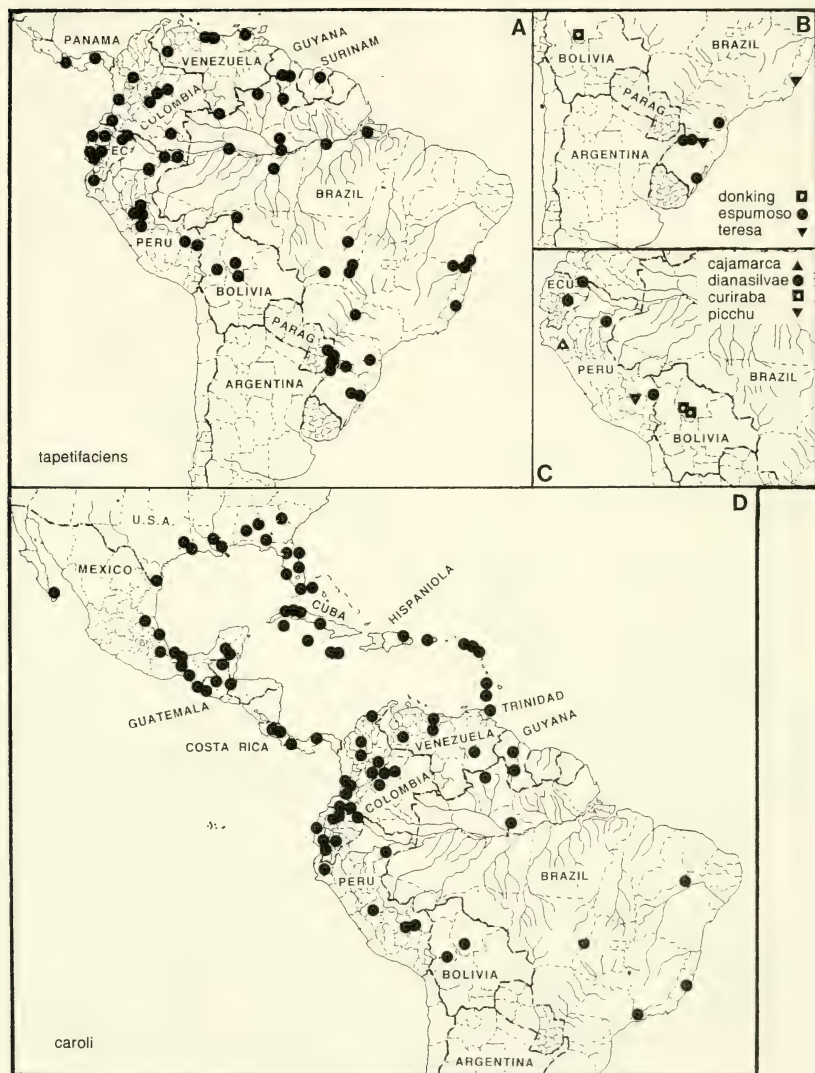 A
PANAMA
VENEZUELA
GUYANA
SURINAM
COLOMBIA
EC
BRAZIL
PERU
BOLIVIA
PARAG
ARGENTINA
tapetifaciens
B
BRAZIL
BOLIVIA
PARAG
ARGENTINA
donking
espumoso
teresa
cajamarca
dianasilvae
curiraba
picchu
ECU
PERU
BRAZIL
BOLIVIA
C
D
U.S.A.
MEXICO
CUBA
HISPANIOLA
GUATEMALA
TRINIDAD
COSTA RICA
VENEZUELA
GUYANA
COLOMBIA
BRAZIL
PERU
BOLIVIA
ARGENTINA
caroli